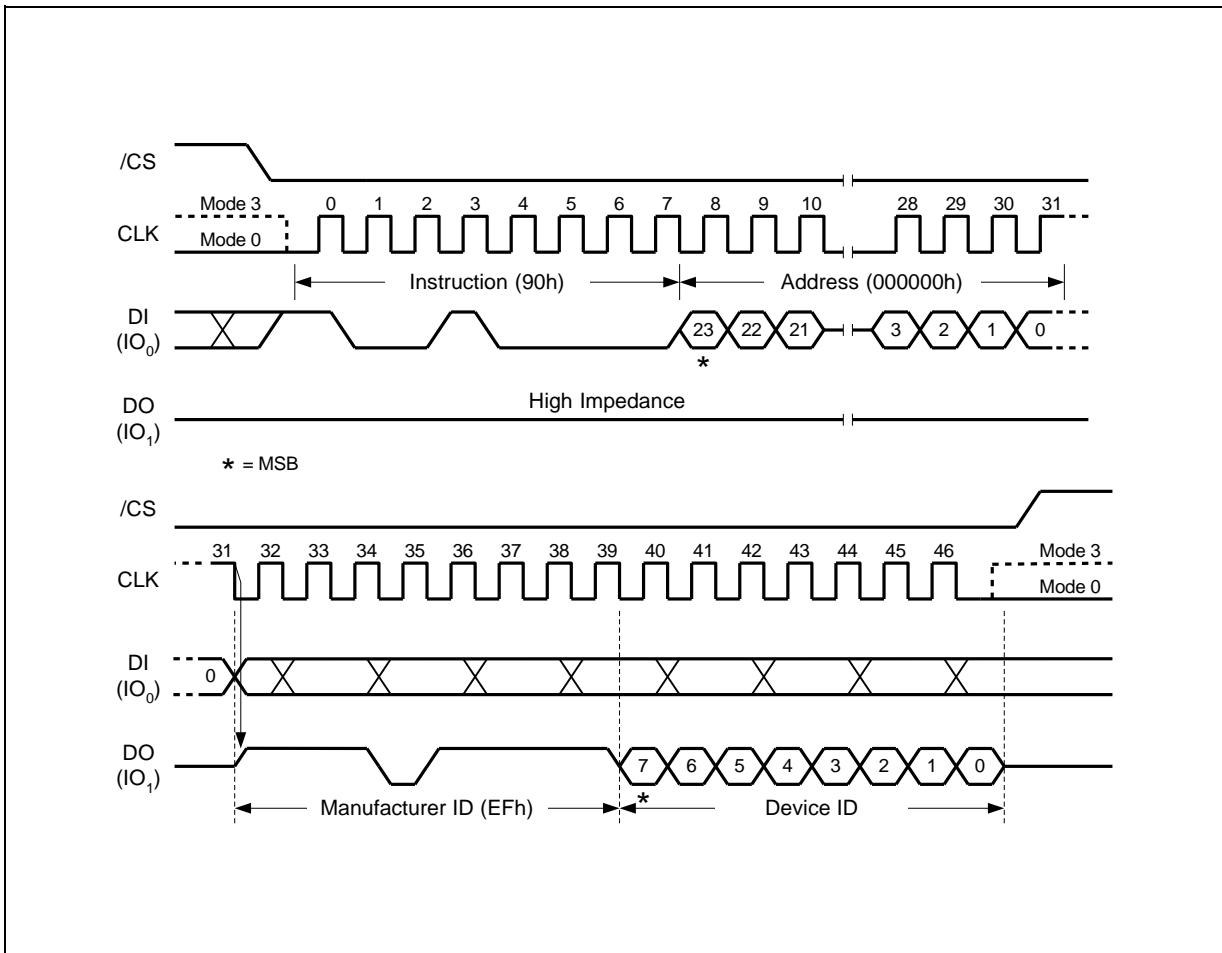 /CS
Mode 3 0 1 2 3 4 5 6 7 8 9 10 28 29 30 31
CLK Mode 0
Instruction (90h) Address (000000h)
DI
(IO0) 23 22 21 3 2 1 0
*
High Impedance
DO
(IO1)
* = MSB
/CS
31 32 33 34 35 36 37 38 39 40 41 42 43 44 45 46 Mode 3
CLK Mode 0
DI
(IO0) 0
DO
(IO1) 7 6 5 4 3 2 1 0
*
Manufacturer ID (EFh) Device ID